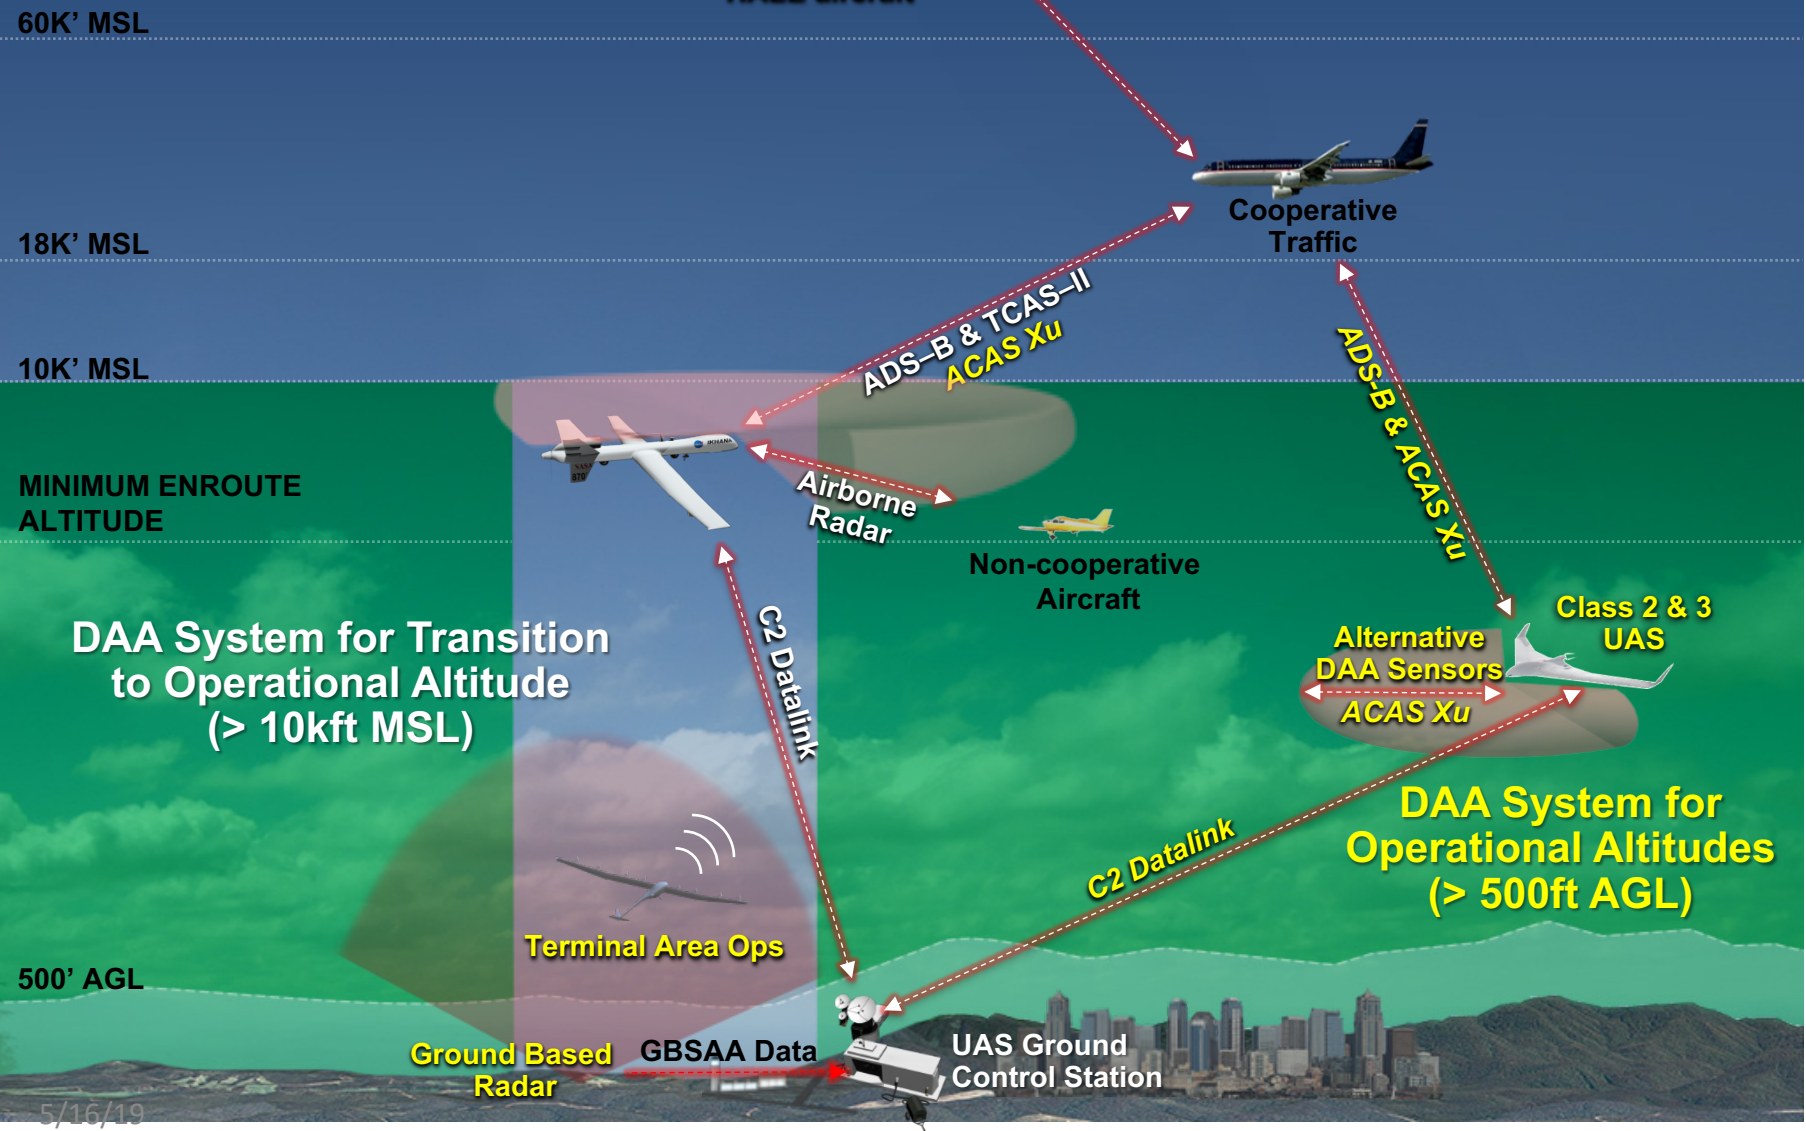 60K’ MSL
Cooperative
Traffic
18K’ MSL
ADS–B & TCAS–II
ACAS Xu
10K’ MSL
ADS-B & ACAS Xu
IKHANA
NASA
870
MINIMUM ENROUTE
ALTITUDE
Airborne
Radar
Non-cooperative
Aircraft
Class 2 & 3
UAS
DAA System for Transition
to Operational Altitude
(> 10kft MSL)
C2 Datalink
Alternative
DAA Sensors
ACAS Xu
DAA System for
Operational Altitudes
(> 500ft AGL)
C2 Datalink
Terminal Area Ops
500’ AGL
Ground Based
Radar
GBSAA Data
UAS Ground
Control Station
5/16/19